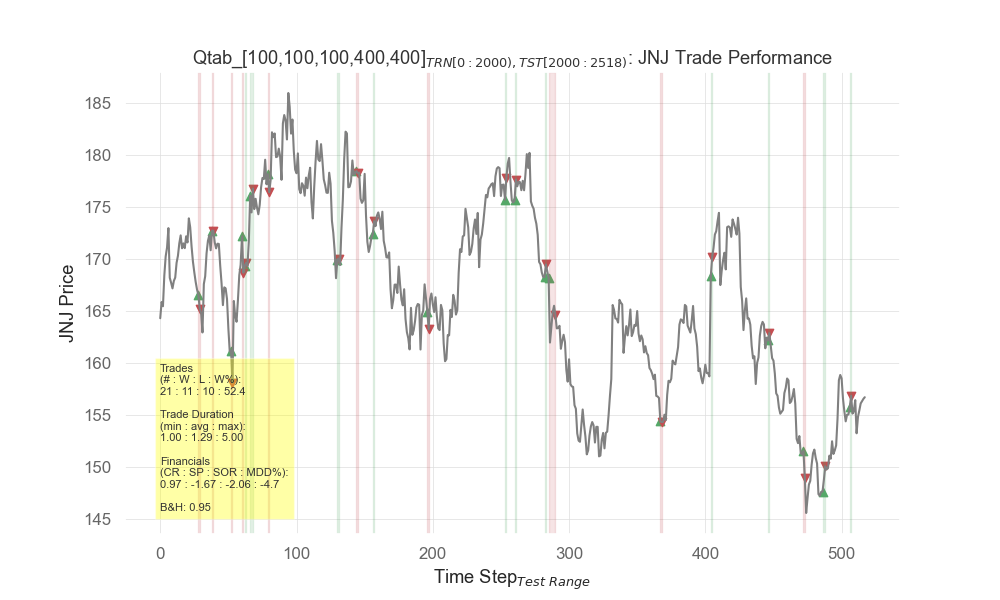 Qtab_[100,100,100,400,400]TRN[0:2000),TST[2000:2518): JNJ Trade Performance
JNJ Price
185
180
175
170
165
160
155
150
145
Trades
(# : W : L : W%):
21 : 11 : 10 : 52.4
Trade Duration
(min : avg : max):
1.00 : 1.29 : 5.00
Financials
(CR : SP : SOR : MDD%):
0.97 : -1.67 : -2.06 : -4.7
B&H: 0.95
0 100 200 300 400 500
Time StepTest Range